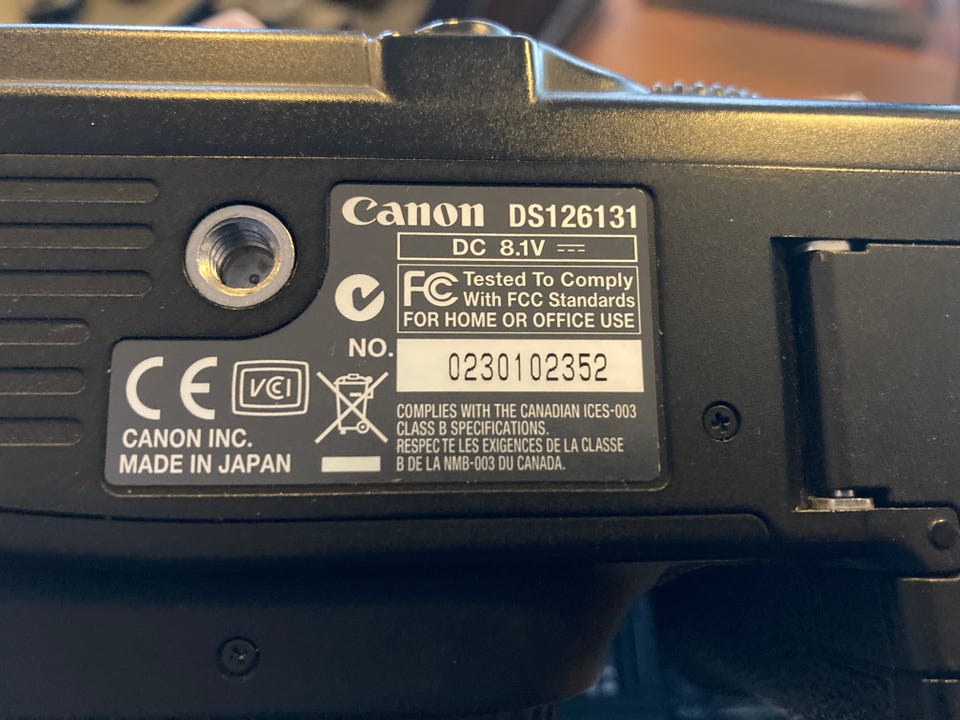 Canon DS126131
DC 8.1V
FC Tested To Comply
With FCC Standards
FOR HOME OR OFFICE USE
NO. 0230102352
COMPLIES WITH THE CANADIAN ICES-003
CLASS B SPECIFICATIONS.
RESPECTE LES EXIGENCES DE LA CLASSE
B DE LA NMB-003 DU CANADA.
CE VCCI
CANON INC.
MADE IN JAPAN